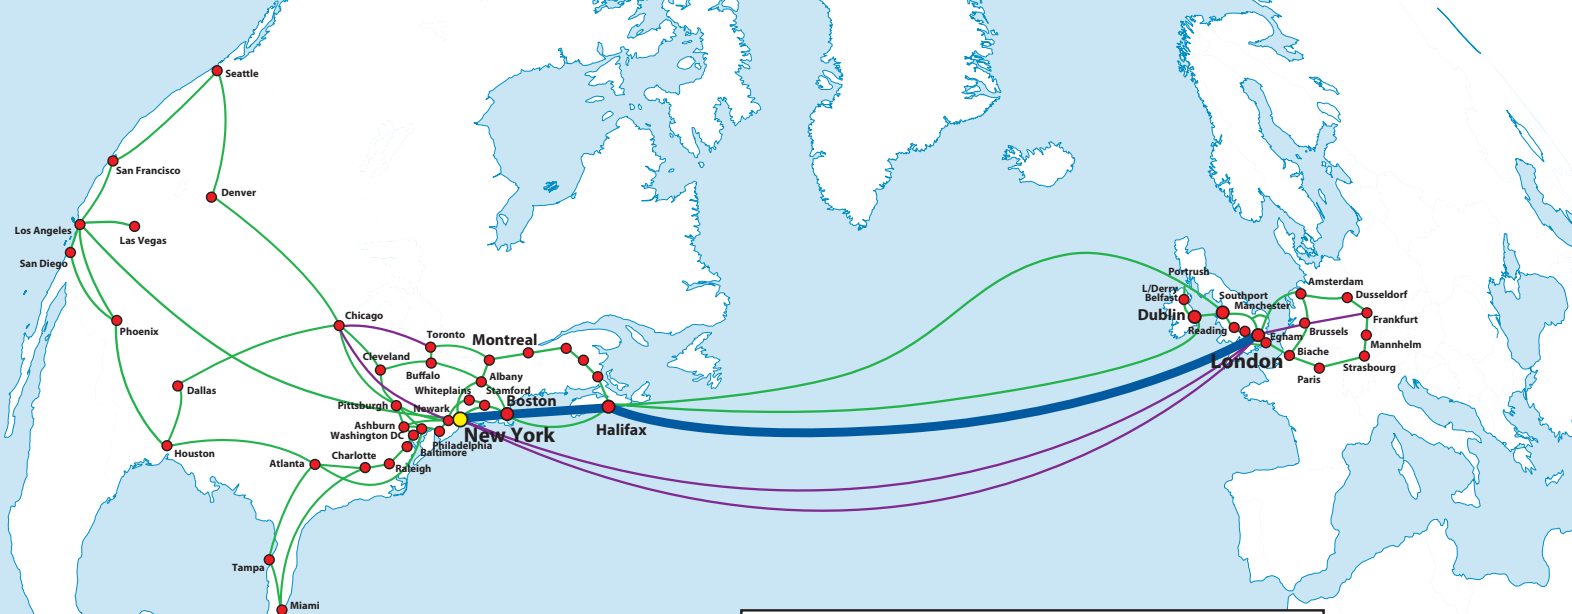 Seattle
San Francisco
Denver
Los Angeles
Las Vegas
San Diego
Phoenix
Chicago
Toronto
Montreal
Cleveland
Buffalo
Albany
Dallas
Whiteplains
Stamford
Pittsburgh
Newark
Boston
Ashburn
Washington DC
New York
Halifax
Philadelphia
Baltimore
Houston
Atlanta
Charlotte
Raleigh
Tampa
Miami
Portrush
L/Derry
Belfast
Southport
Manchester
Dublin
Reading
Egham
London
Amsterdam
Dusseldorf
Frankfurt
Brussels
Mannhelm
Biache
Strasbourg
Paris